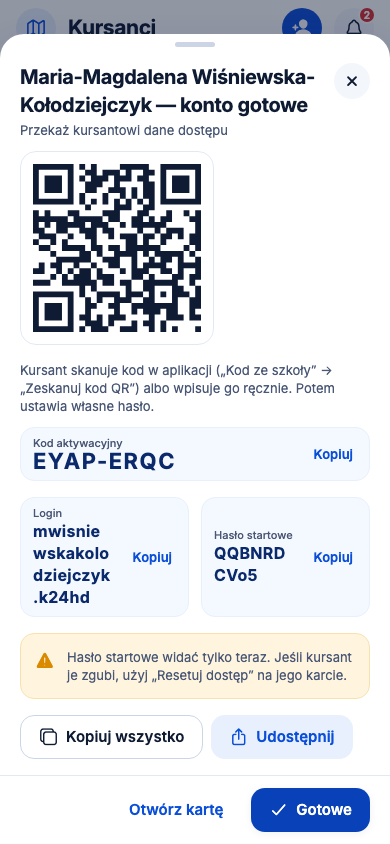 Kursanci
2
Maria-Magdalena Wiśniewska-
Kołodziejczyk — konto gotowe
Przekaż kursantowi dane dostępu
Kursant skanuje kod w aplikacji („Kod ze szkoły” →
„Zeskanuj kod QR”) albo wpisuje go ręcznie. Potem
ustawia własne hasło.
Kod aktywacyjny
EYAP-ERQC
Kopiuj
Login
mwisnie
wskakolo
dziejczyk
.k24hd
Kopiuj
Hasło startowe
QQBNRD
CVo5
Kopiuj
Hasło startowe widać tylko teraz. Jeśli kursant
je zgubi, użyj „Resetuj dostęp” na jego karcie.
Kopiuj wszystko
Udostępnij
Otwórz kartę
Gotowe